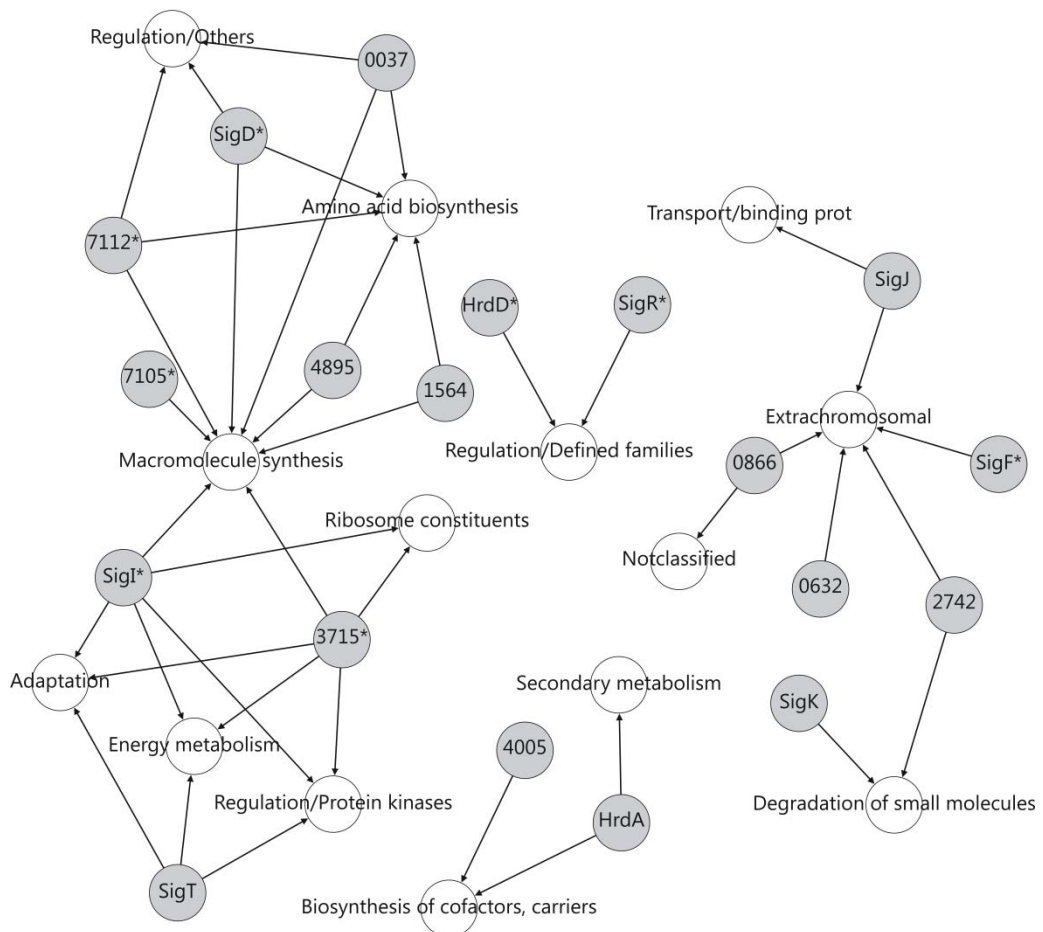 Regulation/Others
0037
SigD*
Amino acid biosynthesis
Transport/binding prot
7112*
SigJ
HrdD*
SigR*
7105*
4895
1564
Extrachromosomal
Macromolecule synthesis
Regulation/Defined families
0866
SigF*
Ribosome constituents
Notclassified
SigI*
0632
2742
3715*
Adaptation
Secondary metabolism
SigK
Energy metabolism
4005
Regulation/Protein kinases
Degradation of small molecules
HrdA
SigT
Biosynthesis of cofactors, carriers